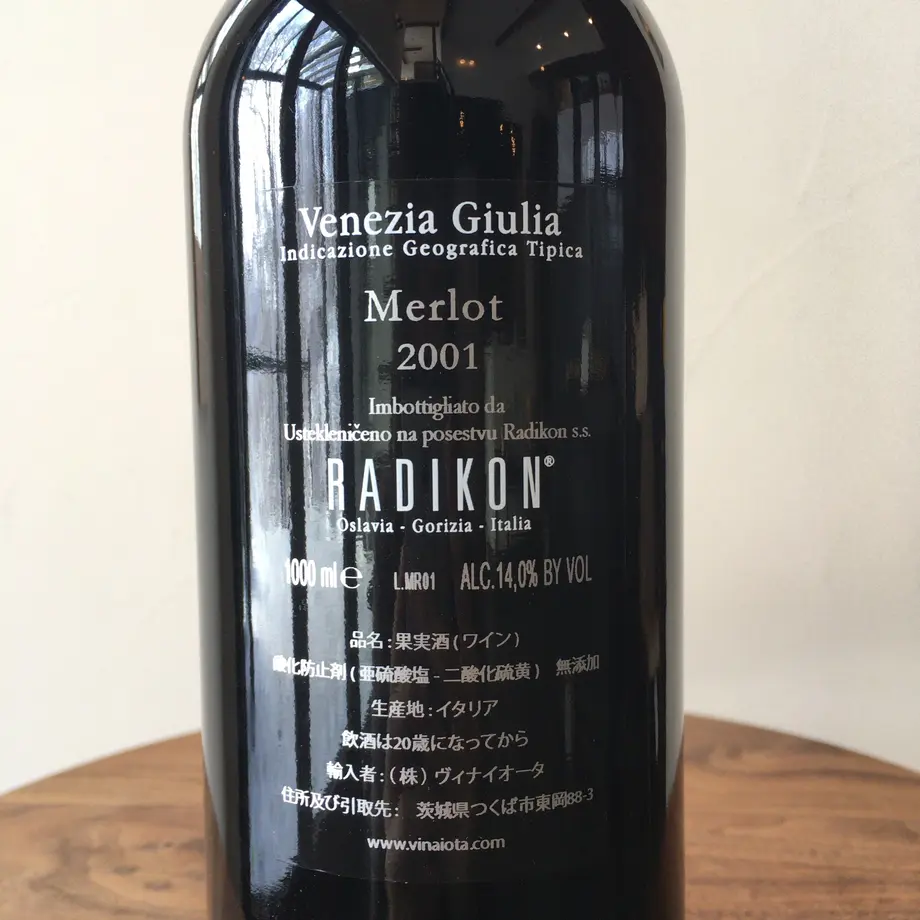 Venezia Giulia
Indicazione Geografica Tipica
Merlot
2001
Imbottigliato da
Ustekleničeno na posestvu Radikon s.s.
RADIKON®
Oslavia - Gorizia - Italia
1000 ml ℮ L.MR01 ALC.14,0% BY VOL
品名:果実酒(ワイン)
酸化防止剤(亜硫酸塩-二酸化硫黄) 無添加
生産地:イタリア
飲酒は20歳になってから
輸入者:(株)ヴィナイオータ
住所及び引取先: 茨城県つくば市東岡88-3
www.vinaiota.com